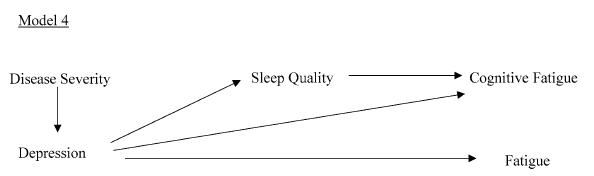 Model 4
Disease Severity
Sleep Quality
Cognitive Fatigue
Depression
Fatigue